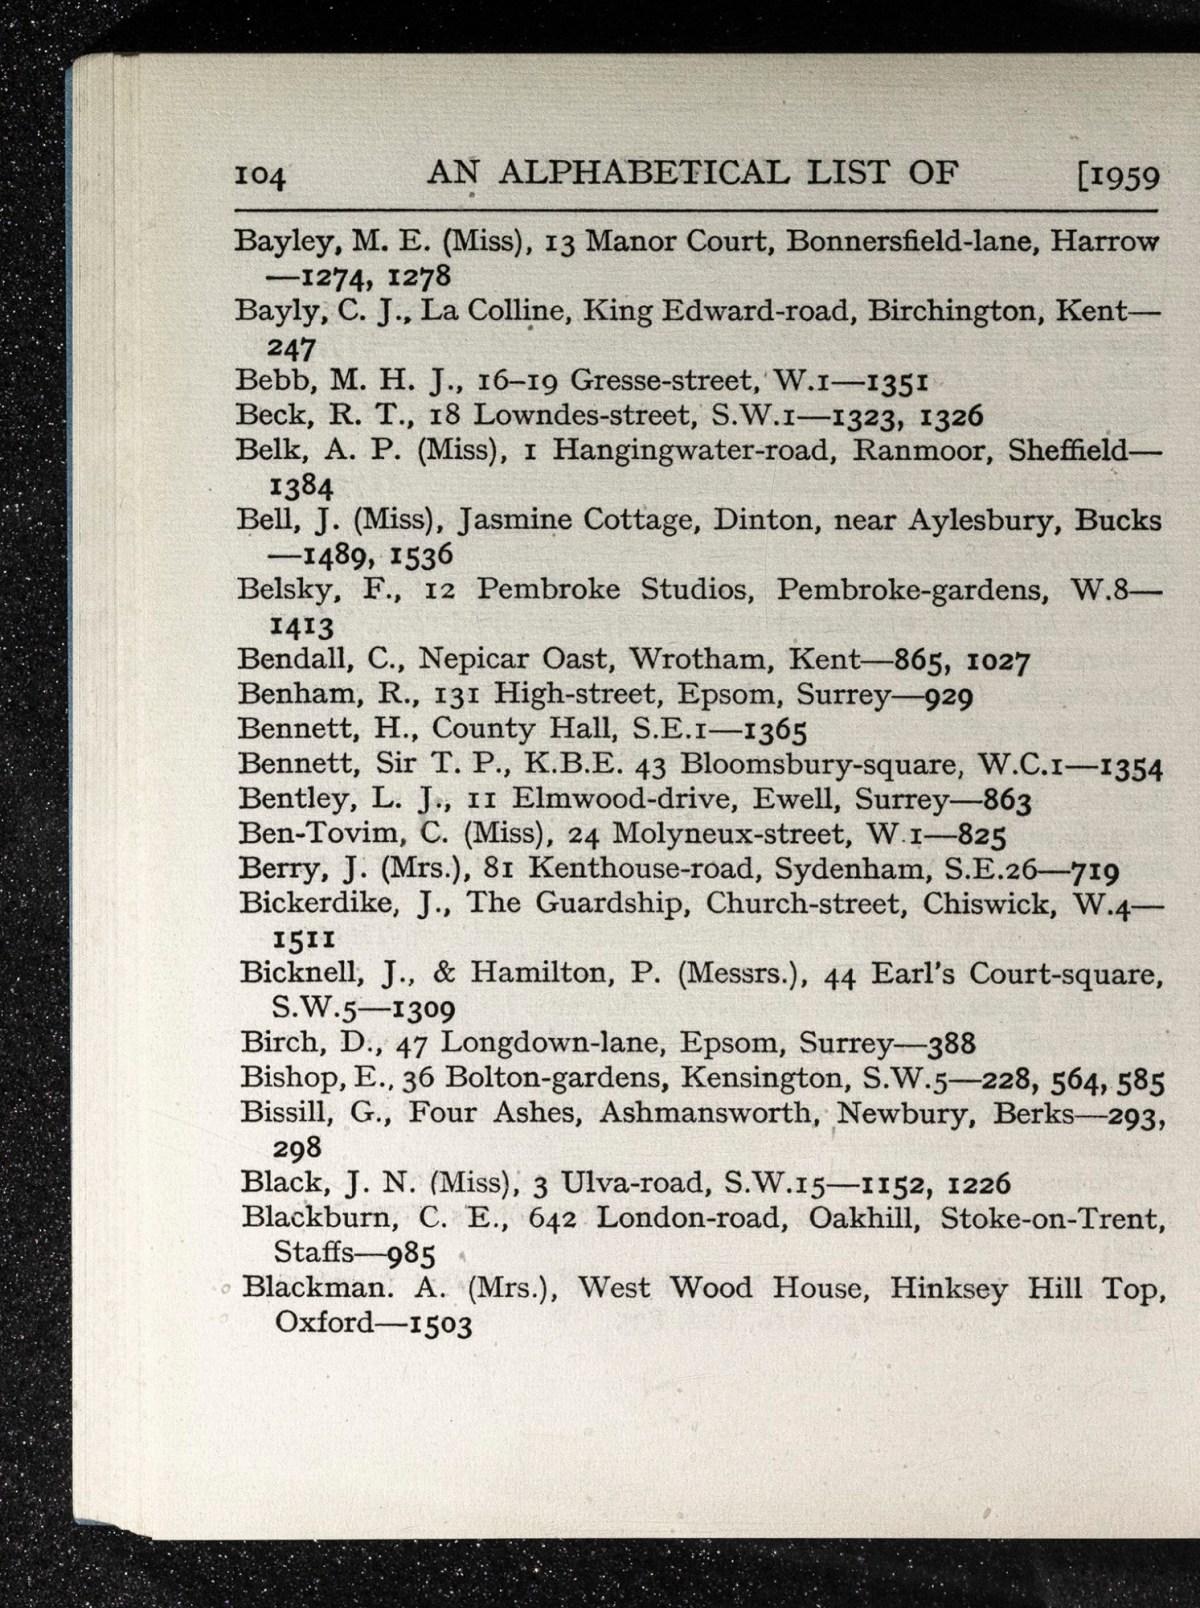 104 AN ALPHABETICAL LIST OF [1959
Bayley, M. E. (Miss), 13 Manor Court, Bonnersfield-lane, Harrow
—1274, 1278
Bayly, C. J., La Colline, King Edward-road, Birchington, Kent—
247
Bebb, M. H. J., 16–19 Gresse-street, W.1—1351
Beck, R. T., 18 Lowndes-street, S.W.1—1323, 1326
Belk, A. P. (Miss), 1 Hangingwater-road, Ranmoor, Sheffield—
1384
Bell, J. (Miss), Jasmine Cottage, Dinton, near Aylesbury, Bucks
—1489, 1536
Belsky, F., 12 Pembroke Studios, Pembroke-gardens, W.8—
1413
Bendall, C., Nepicar Oast, Wrotham, Kent—865, 1027
Benham, R., 131 High-street, Epsom, Surrey—929
Bennett, H., County Hall, S.E.1—1365
Bennett, Sir T. P., K.B.E. 43 Bloomsbury-square, W.C.1—1354
Bentley, L. J., 11 Elmwood-drive, Ewell, Surrey—863
Ben-Tovim, C. (Miss), 24 Molyneux-street, W.1—825
Berry, J. (Mrs.), 81 Kenthouse-road, Sydenham, S.E.26—719
Bickerdike, J., The Guardship, Church-street, Chiswick, W.4—
1511
Bicknell, J., & Hamilton, P. (Messrs.), 44 Earl's Court-square,
S.W.5—1309
Birch, D., 47 Longdown-lane, Epsom, Surrey—388
Bishop, E., 36 Bolton-gardens, Kensington, S.W.5—228, 564, 585
Bissill, G., Four Ashes, Ashmansworth, Newbury, Berks—293,
298
Black, J. N. (Miss), 3 Ulva-road, S.W.15—1152, 1226
Blackburn, C. E., 642 London-road, Oakhill, Stoke-on-Trent,
Staffs—985
Blackman. A. (Mrs.), West Wood House, Hinksey Hill Top,
Oxford—1503